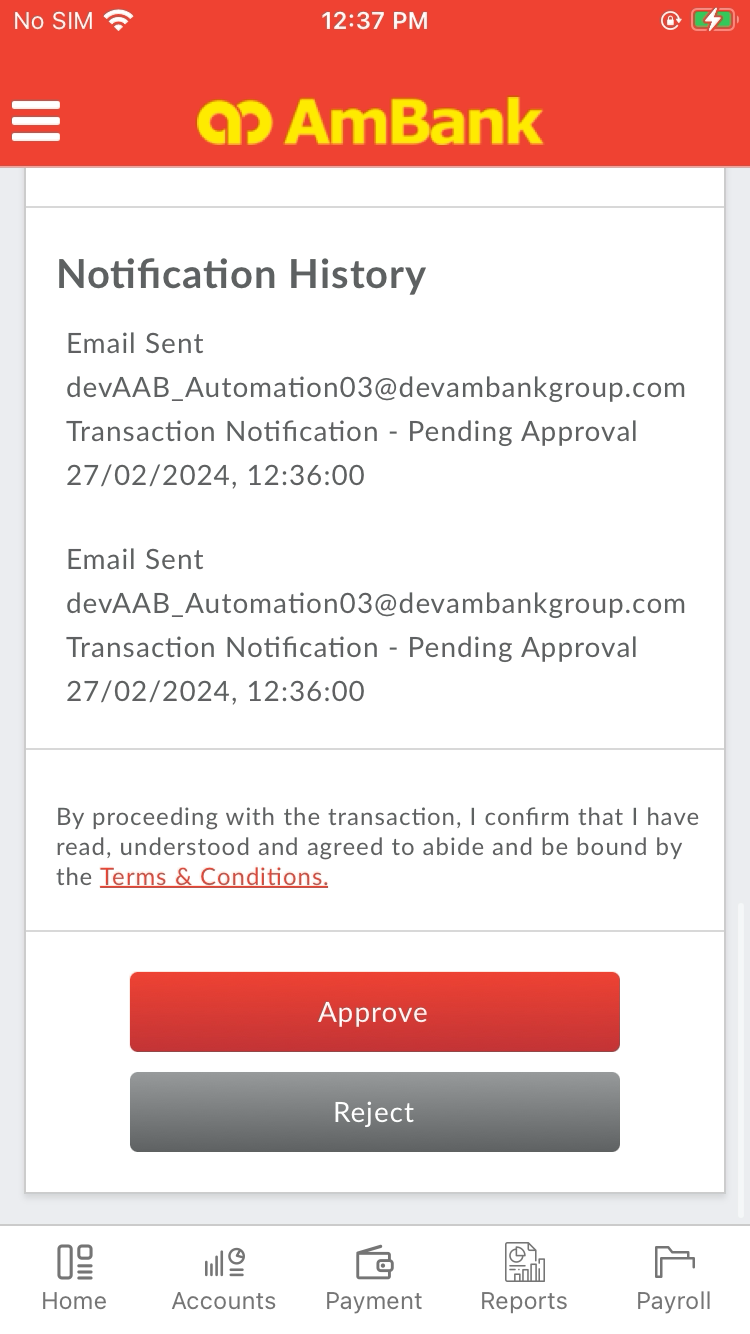 No SIM 12:37 PM
AmBank
Notification History
Email Sent
devAAB_Automation03@devambankgroup.com
Transaction Notification - Pending Approval
27/02/2024, 12:36:00
Email Sent
devAAB_Automation03@devambankgroup.com
Transaction Notification - Pending Approval
27/02/2024, 12:36:00
By proceeding with the transaction, I confirm that I have
read, understood and agreed to abide and be bound by
the Terms & Conditions.
Approve
Reject
Home Accounts Payment Reports Payroll